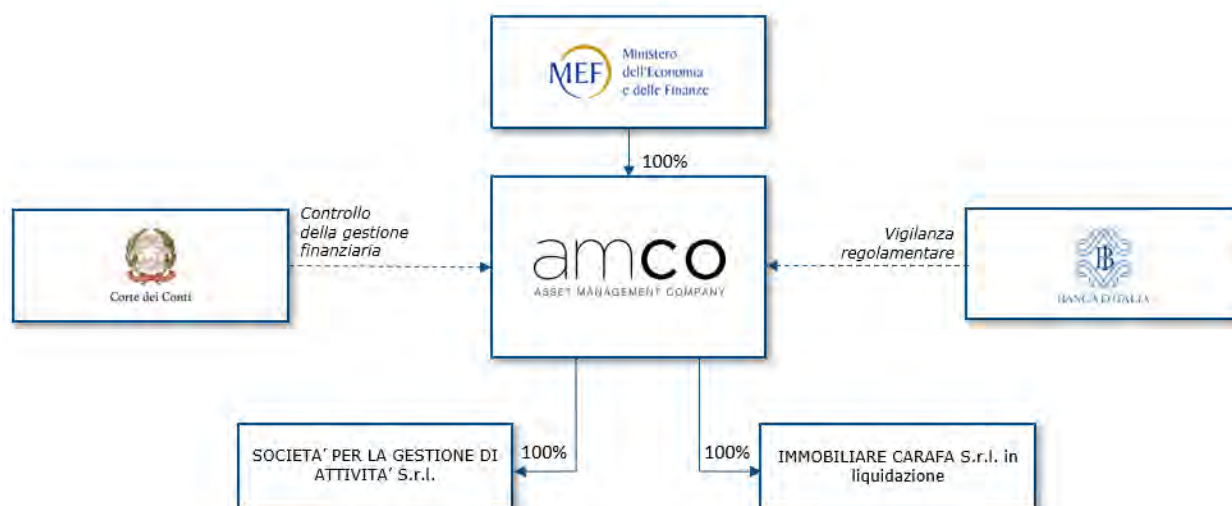 MEF
Ministero
dell'Economia
e delle Finanze
100%
Controllo
della gestione
finanziaria
Corte dei Conti
amco
ASSET MANAGEMENT COMPANY
Vigilanza
regolamentare
BANCA D'ITALIA
SOCIETA' PER LA GESTIONE DI
ATTIVITA' S.r.l.
100%
100%
IMMOBILIARE CARAFA S.r.l. in
liquidazione